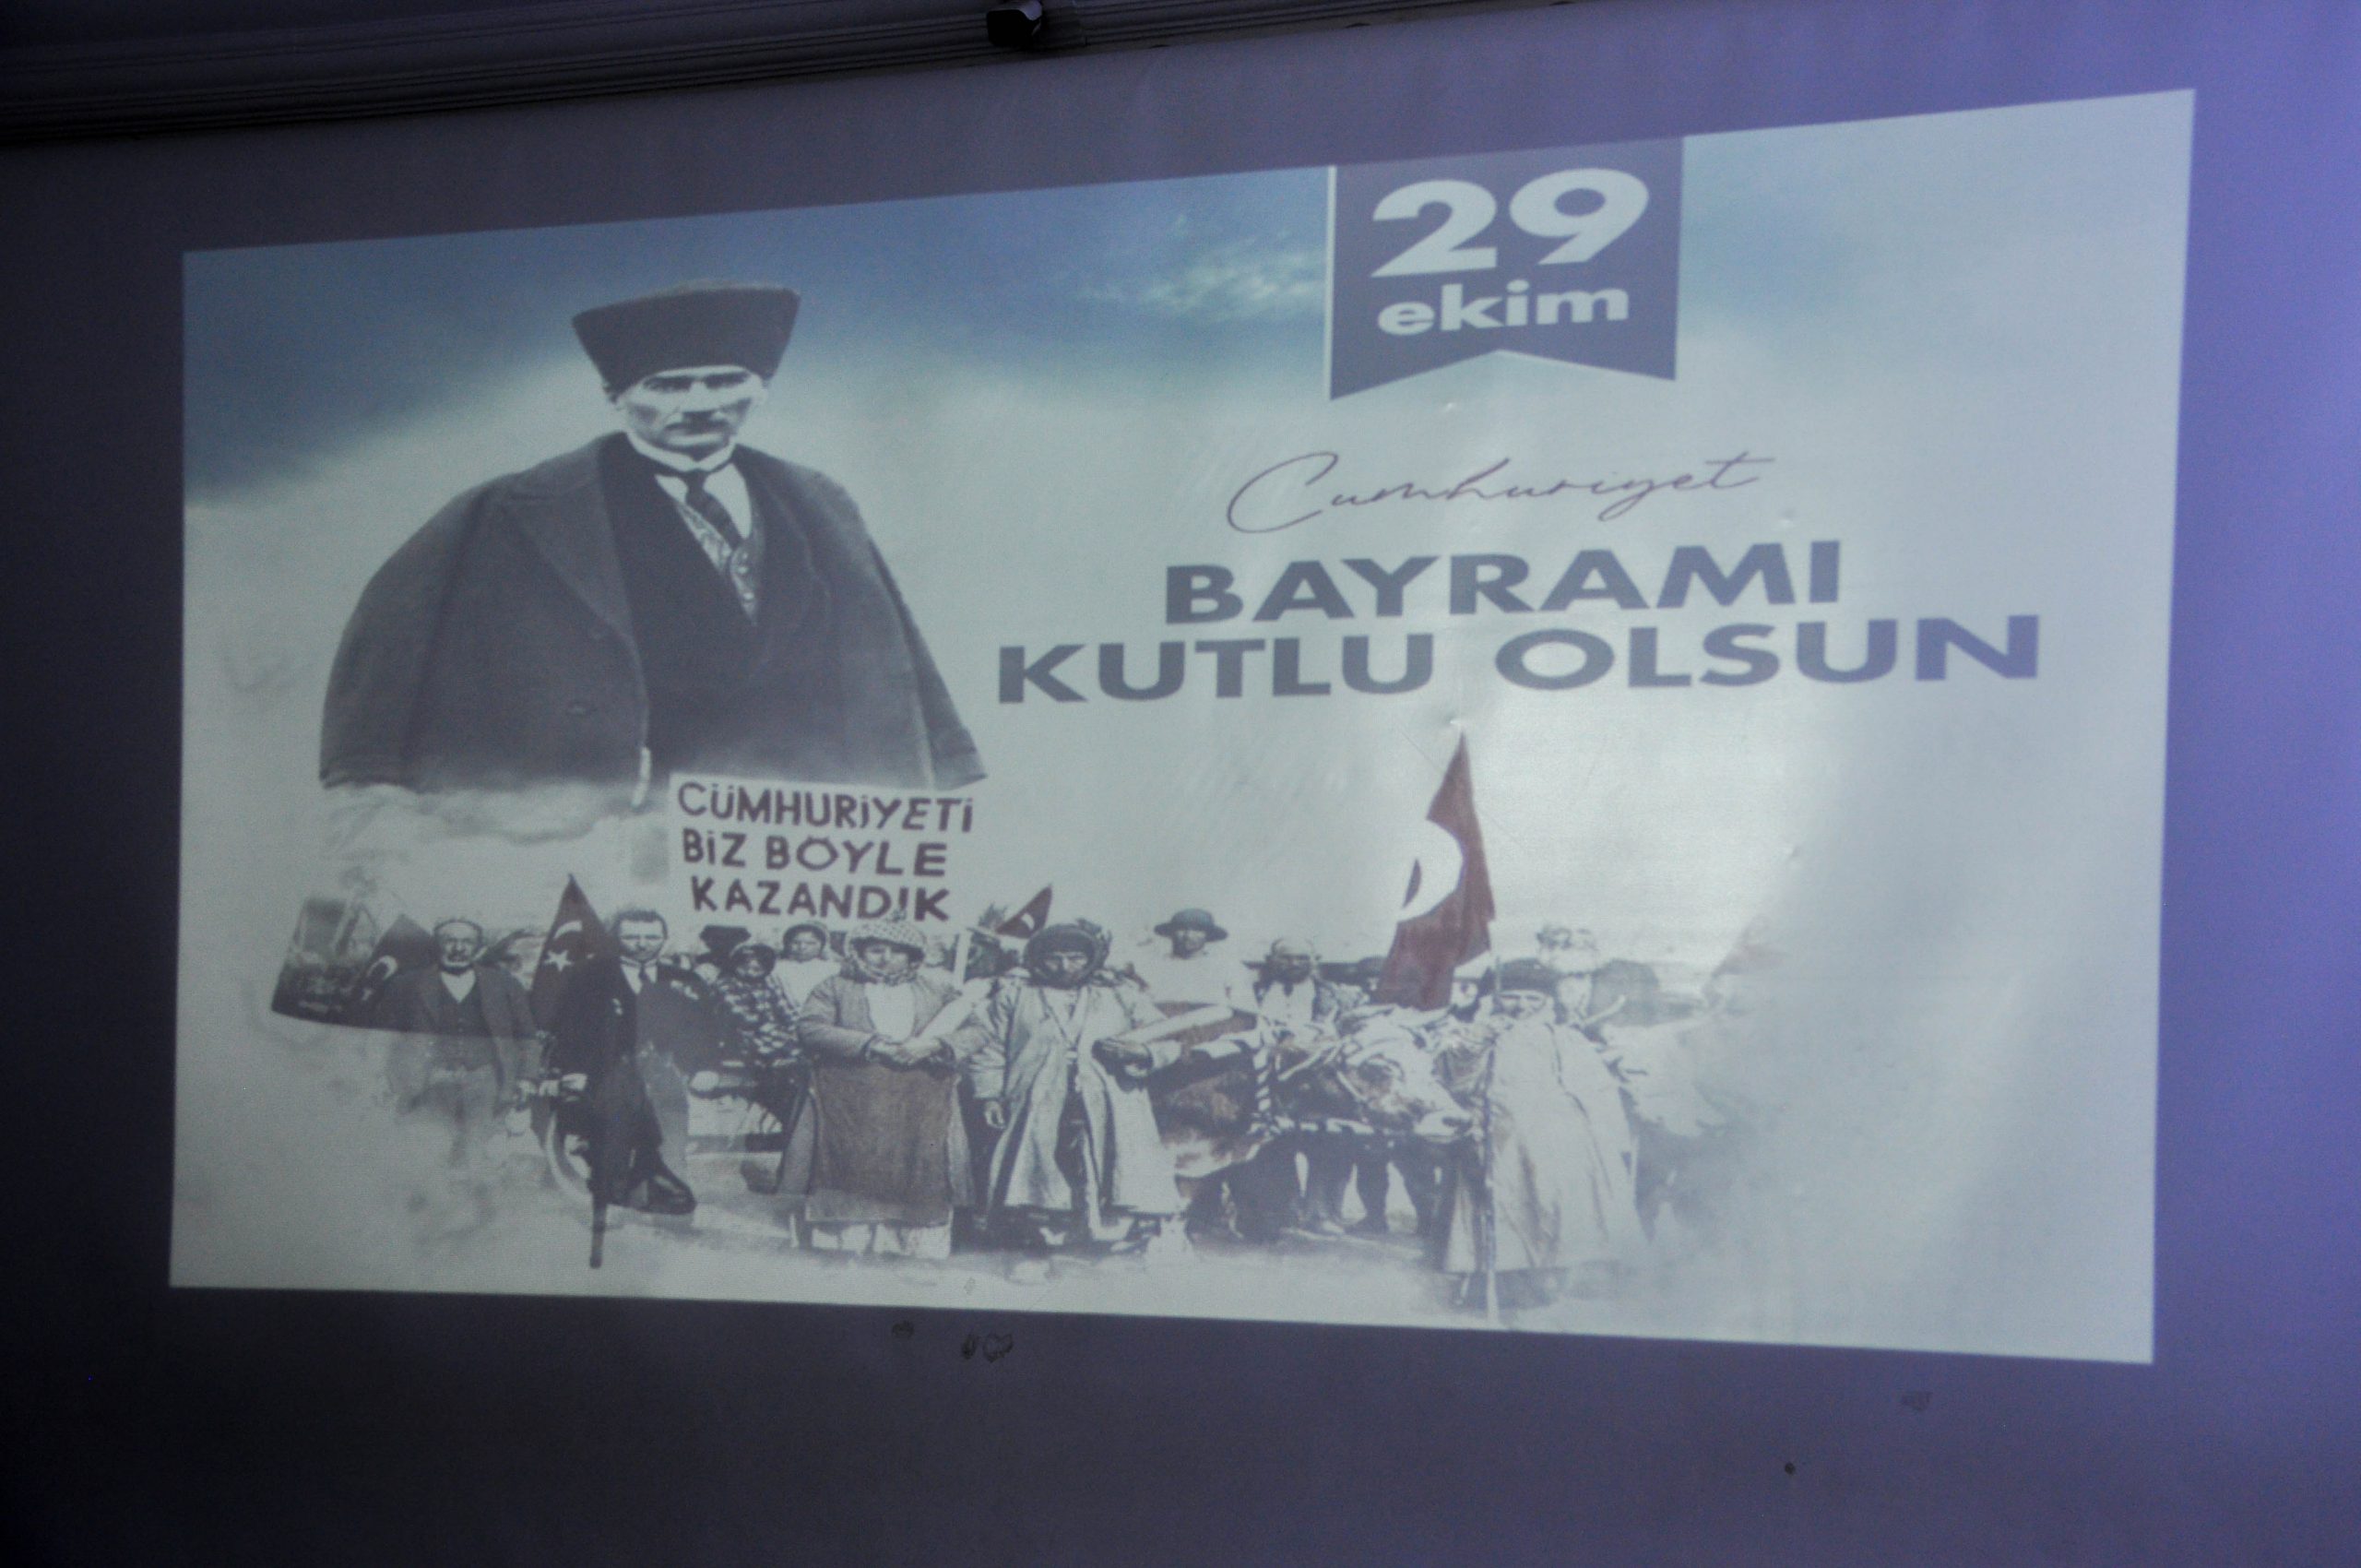 29
ekim
Cumhuriyet
BAYRAMI
KUTLU OLSUN
CÜMHURİYETİ
BİZ BÖYLE
KAZANDIK